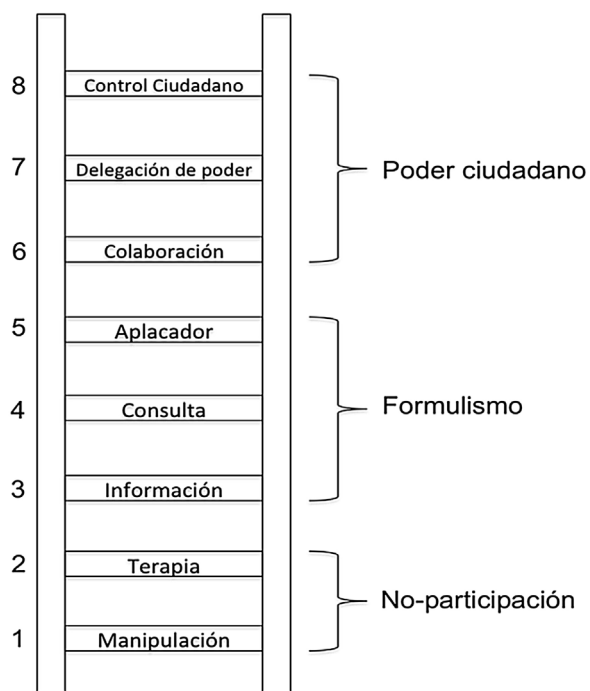 8 Control Ciudadano
7 Delegación de poder
Poder ciudadano
6 Colaboración
5 Aplacador
4 Consulta
Formulismo
3 Información
2 Terapia
No-participación
1 Manipulación